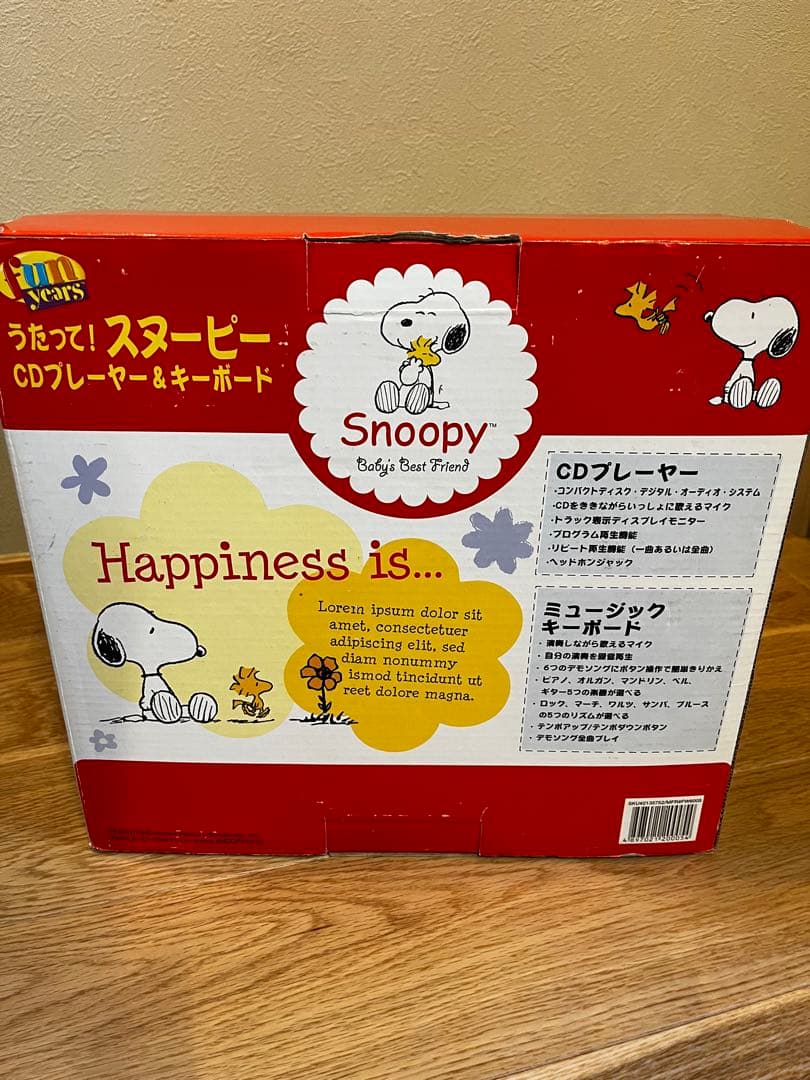 fun
years
うたって!スヌーピー
CDプレーヤー&キーボード
Snoopy™
Baby's Best Friend
Happiness is...
Lorem ipsum dolor sit
amet, consectetuer
adipiscing elit, sed
diam nonummy
ismod tincidunt ut
reet dolore magna.
CDプレーヤー
・コンパクトディスク・デジタル・オーディオ・システム
・CDをききながらいっしょに歌えるマイク
・トラック表示ディスプレイモニター
・プログラム再生機能
・リピート再生機能（一曲あるいは全曲）
・ヘッドホンジャック
ミュージック
キーボード
・演奏しながら歌えるマイク
・自分の演奏を録音再生
・6つのデモソングにボタン操作で簡単きりかえ
・ピアノ、オルガン、マンドリン、ベル、
ギター5つの楽器が選べる
・ロック、マーチ、ワルツ、サンバ、ブルース
の5つのリズムが選べる
・テンポアップ/テンポダウンボタン
・デモソング全曲プレイ
4897021200054